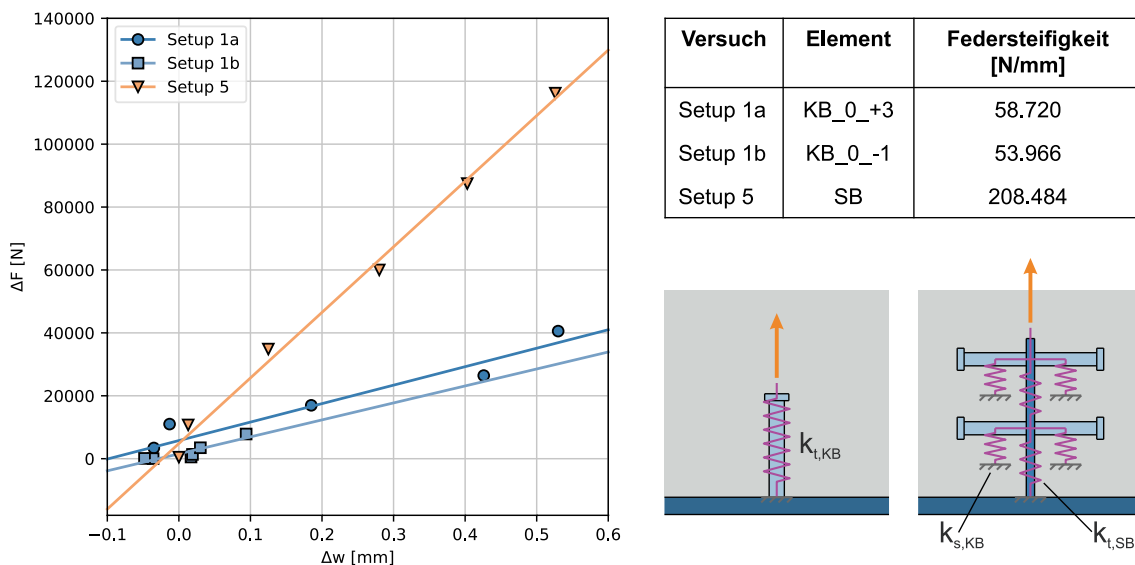 140000
120000
100000
80000
60000
40000
20000
0
ΔF [N]
Setup 1a
Setup 1b
Setup 5
−0.1 0.0 0.1 0.2 0.3 0.4 0.5 0.6
Δw [mm]
Versuch Element Federsteifigkeit
[N/mm]
Setup 1a KB_0_+3 58.720
Setup 1b KB_0_-1 53.966
Setup 5 SB 208.484
kt,KB
ks,KB kt,SB